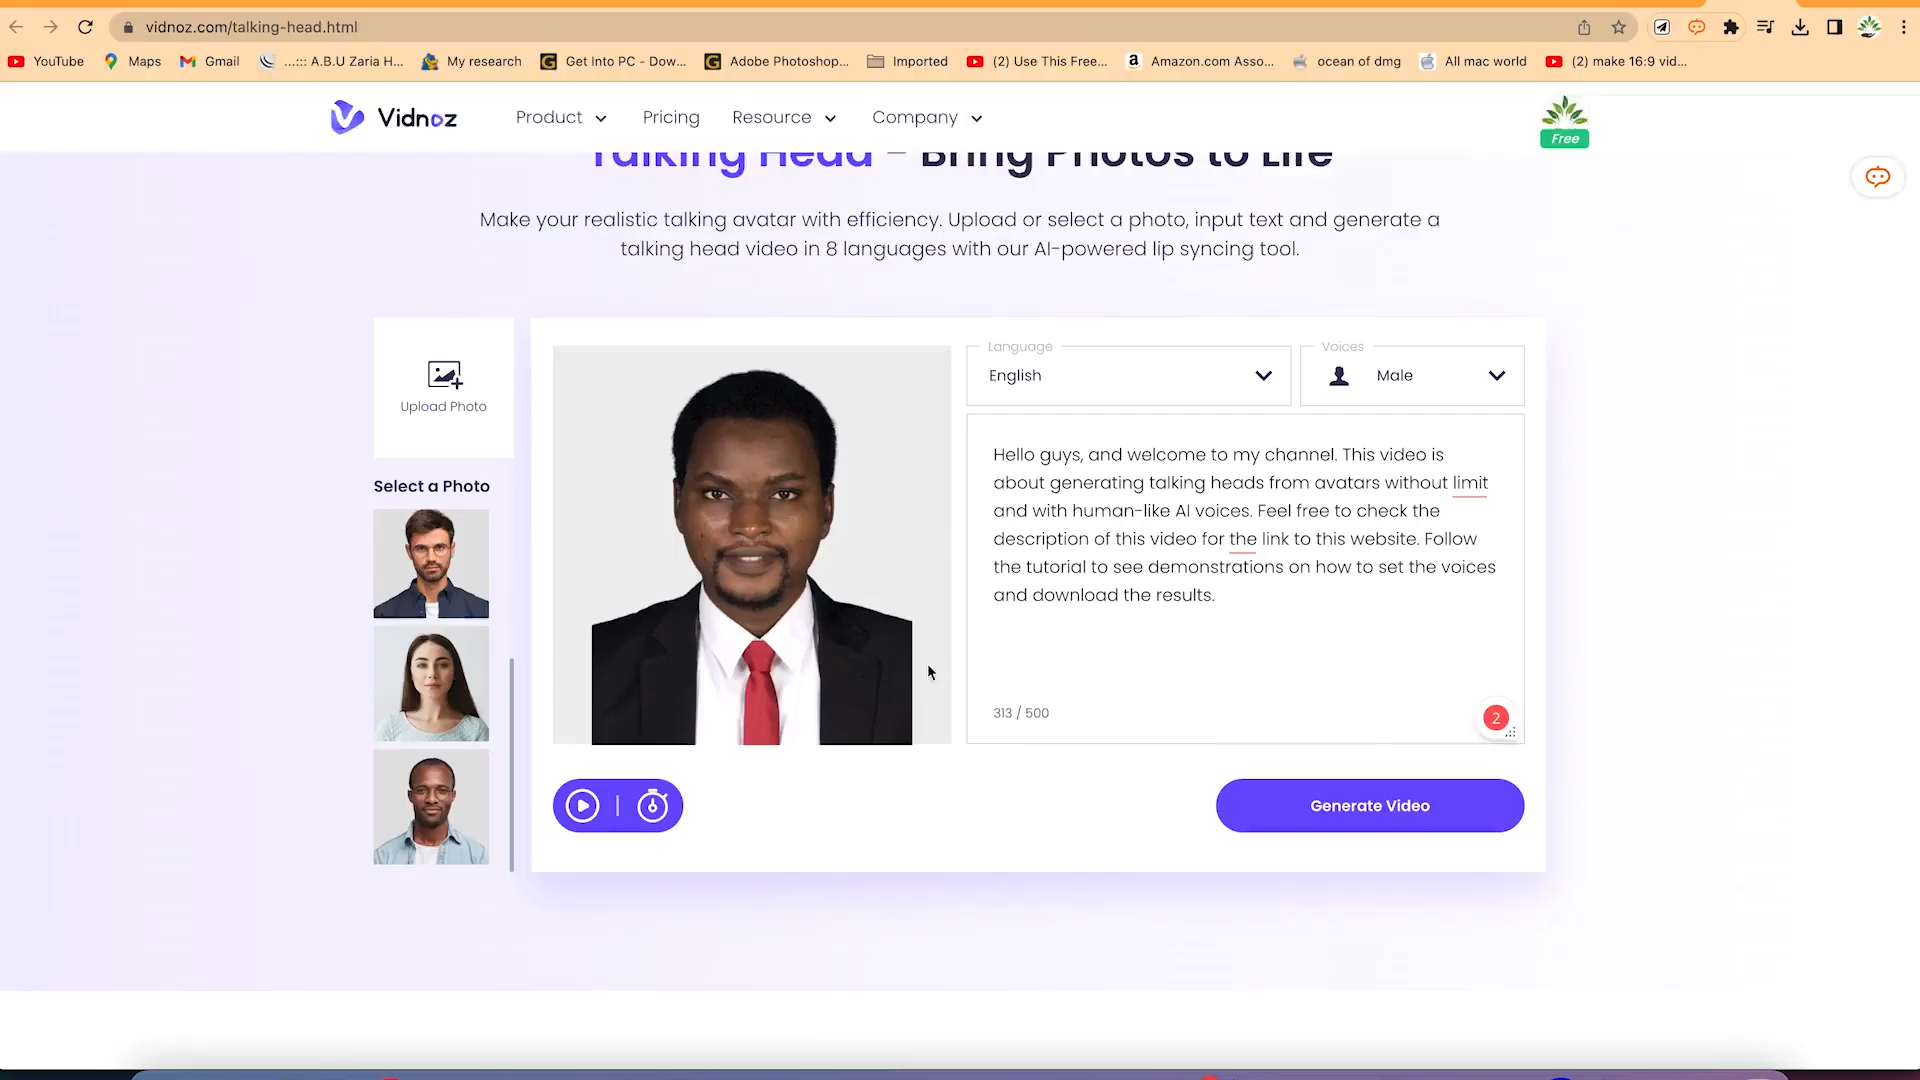 vidnoz.com/talking-head.html
YouTube
Maps
Gmail
...::: A.B.U Zaria H...
My research
Get Into PC - Dow...
Adobe Photoshop...
Imported
(2) Use This Free...
Amazon.com Asso...
ocean of dmg
All mac world
(2) make 16:9 vid...
Vidnoz
Product
Pricing
Resource
Company
Free
Talking Head - Bring Photos to Life
Make your realistic talking avatar with efficiency. Upload or select a photo, input text and generate a
talking head video in 8 languages with our AI-powered lip syncing tool.
Upload Photo
Select a Photo
Language
English
Voices
Male
Hello guys, and welcome to my channel. This video is
about generating talking heads from avatars without limit
and with human-like AI voices. Feel free to check the
description of this video for the link to this website. Follow
the tutorial to see demonstrations on how to set the voices
and download the results.
313 / 500
2
Generate Video